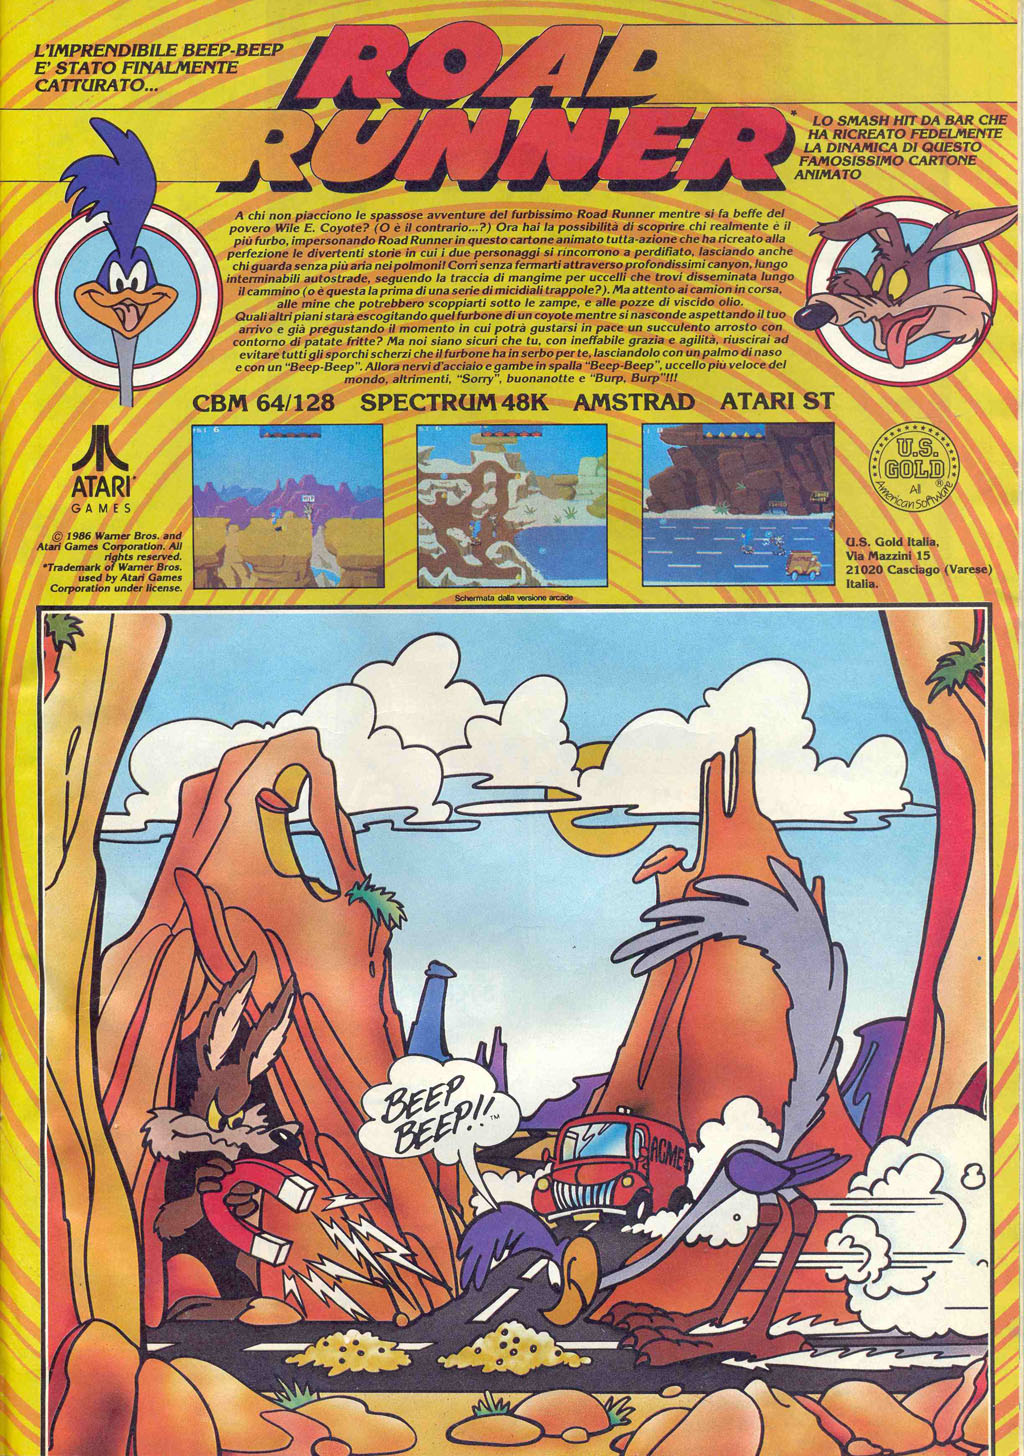 L'IMPRENDIBILE BEEP-BEEP
E' STATO FINALMENTE
CATTURATO...
ROAD
RUNNER*
LO SMASH HIT DA BAR CHE
HA RICREATO FEDELMENTE
LA DINAMICA DI QUESTO
FAMOSISSIMO CARTONE
ANIMATO
A chi non piacciono le spassose avventure del furbissimo Road Runner mentre si fa beffe del
povero Wile E. Coyote? (O è il contrario...?) Ora hai la possibilità di scoprire chi realmente è il
più furbo, impersonando Road Runner in questo cartone animato tutta-azione che ha ricreato alla
perfezione le divertenti storie in cui i due personaggi si rincorrono a perdifiato, lasciando anche
chi guarda senza più aria nei polmoni! Corri senza fermarti attraverso profondissimi canyon, lungo
interminabili autostrade, seguendo la traccia di mangime per uccelli che trovi disseminata lungo
il cammino (o è questa la prima di una serie di micidiali trappole?). Ma attento ai camion in corsa,
alle mine che potrebbero scoppiarti sotto le zampe, e alle pozze di viscido olio.
Quali altri piani starà escogitando quel furbone di un coyote mentre si nasconde aspettando il tuo
arrivo e già pregustando il momento in cui potrà gustarsi in pace un succulento arrosto con
contorno di patate fritte? Ma noi siano sicuri che tu, con ineffabile grazia e agilità, riuscirai ad
evitare tutti gli sporchi scherzi che il furbone ha in serbo per te, lasciandolo con un palmo di naso
e con un "Beep-Beep". Allora nervi d'acciaio e gambe in spalla "Beep-Beep", uccello più veloce del
mondo, altrimenti, "Sorry", buonanotte e "Burp, Burp"!!!
CBM 64/128 SPECTRUM 48K AMSTRAD ATARI ST
ATARI
GAMES
© 1986 Warner Bros. and
Atari Games Corporation. All
rights reserved.
*Trademark of Warner Bros.
used by Atari Games
Corporation under license.
Schermata dalla versione arcade
U.S.
GOLD®
All
American Software
U.S. Gold Italia,
Via Mazzini 15
21020 Casciago (Varese)
Italia.
BEEP
BEEP!!™
ACME